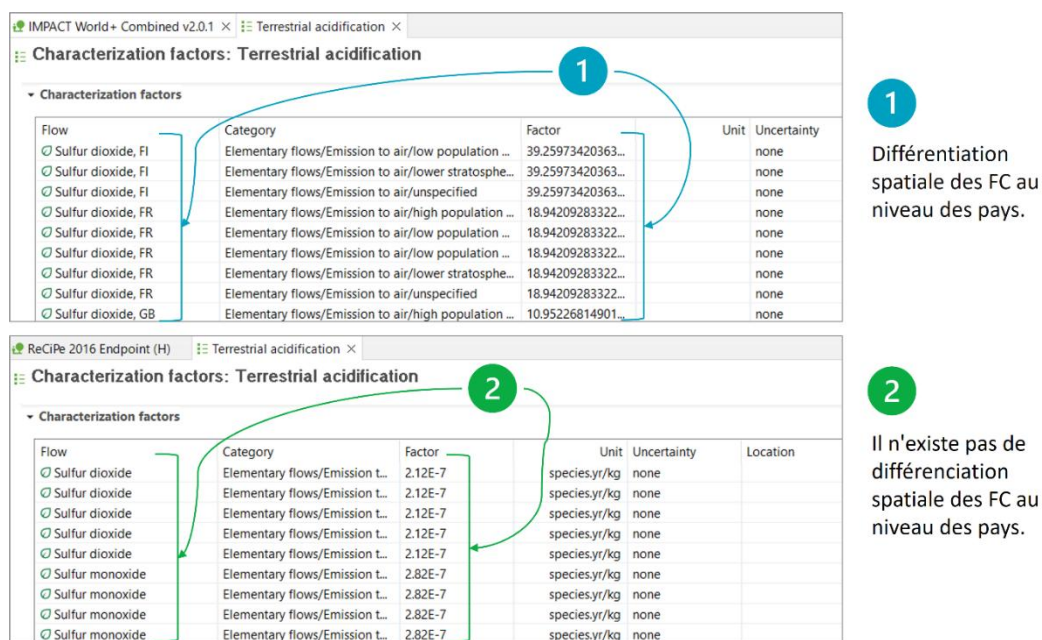 IMPACT World+ Combined v2.0.1 × Terrestrial acidification ×
Characterization factors: Terrestrial acidification
1
Characterization factors
Flow Category Factor Unit Uncertainty
Sulfur dioxide, FI Elementary flows/Emission to air/low population ... 39.25973420363... none
Sulfur dioxide, FI Elementary flows/Emission to air/lower stratosphe... 39.25973420363... none
Sulfur dioxide, FI Elementary flows/Emission to air/unspecified 39.25973420363... none
Sulfur dioxide, FR Elementary flows/Emission to air/high population ... 18.94209283322... none
Sulfur dioxide, FR Elementary flows/Emission to air/low population ... 18.94209283322... none
Sulfur dioxide, FR Elementary flows/Emission to air/low population ... 18.94209283322... none
Sulfur dioxide, FR Elementary flows/Emission to air/lower stratosphe... 18.94209283322... none
Sulfur dioxide, FR Elementary flows/Emission to air/unspecified 18.94209283322... none
Sulfur dioxide, GB Elementary flows/Emission to air/high population ... 10.95226814901... none
1
Différentiation
spatiale des FC au
niveau des pays.
ReCiPe 2016 Endpoint (H) Terrestrial acidification ×
Characterization factors: Terrestrial acidification
2
Characterization factors
Flow Category Factor Unit Uncertainty Location
Sulfur dioxide Elementary flows/Emission t... 2.12E-7 species.yr/kg none
Sulfur dioxide Elementary flows/Emission t... 2.12E-7 species.yr/kg none
Sulfur dioxide Elementary flows/Emission t... 2.12E-7 species.yr/kg none
Sulfur dioxide Elementary flows/Emission t... 2.12E-7 species.yr/kg none
Sulfur dioxide Elementary flows/Emission t... 2.12E-7 species.yr/kg none
Sulfur monoxide Elementary flows/Emission t... 2.82E-7 species.yr/kg none
Sulfur monoxide Elementary flows/Emission t... 2.82E-7 species.yr/kg none
Sulfur monoxide Elementary flows/Emission t... 2.82E-7 species.yr/kg none
Sulfur monoxide Elementary flows/Emission t... 2.82E-7 species.yr/kg none
2
Il n'existe pas de
différenciation
spatiale des FC au
niveau des pays.